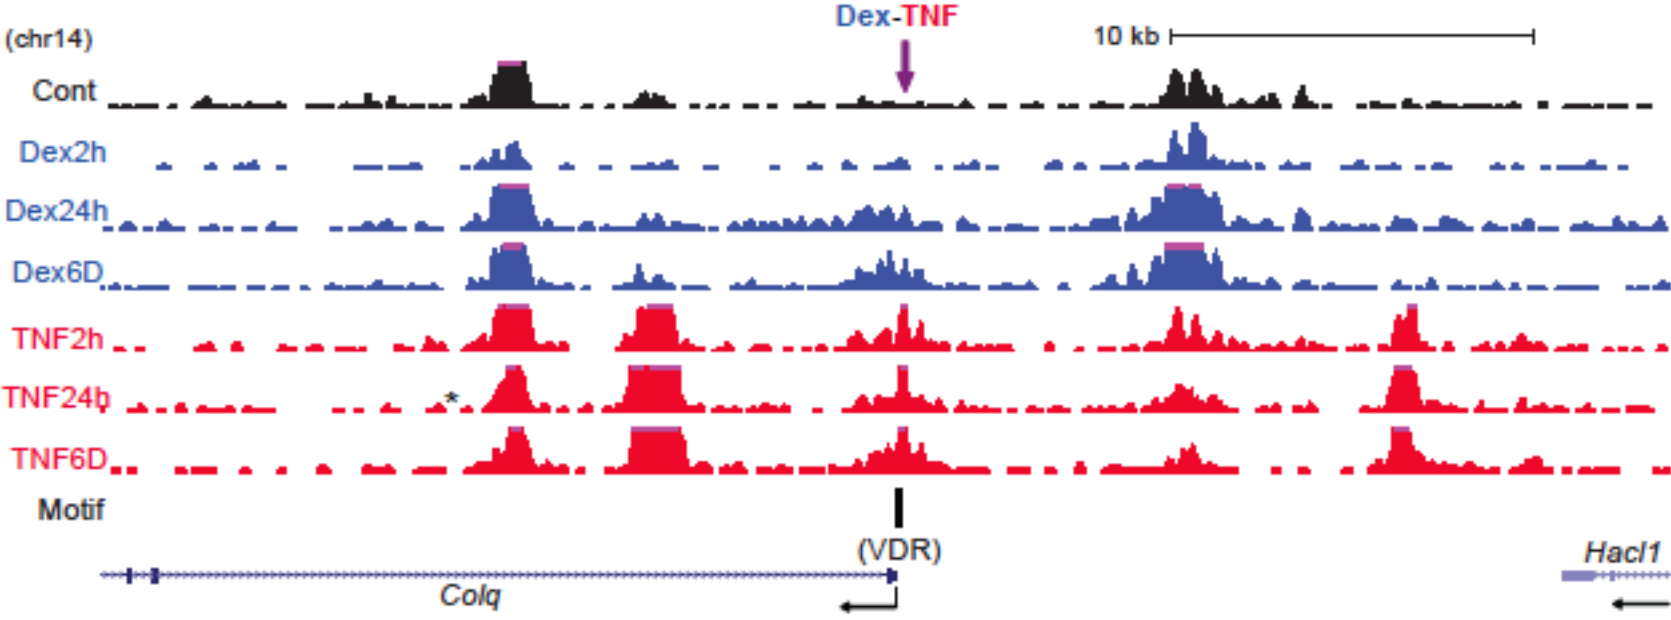 Dex-TNF
(chr14)
10 kb
Cont
Dex2h
Dex24h
Dex6D
TNF2h
TNF24h
*
TNF6D
Motif
(VDR)
Hacl1
Colq